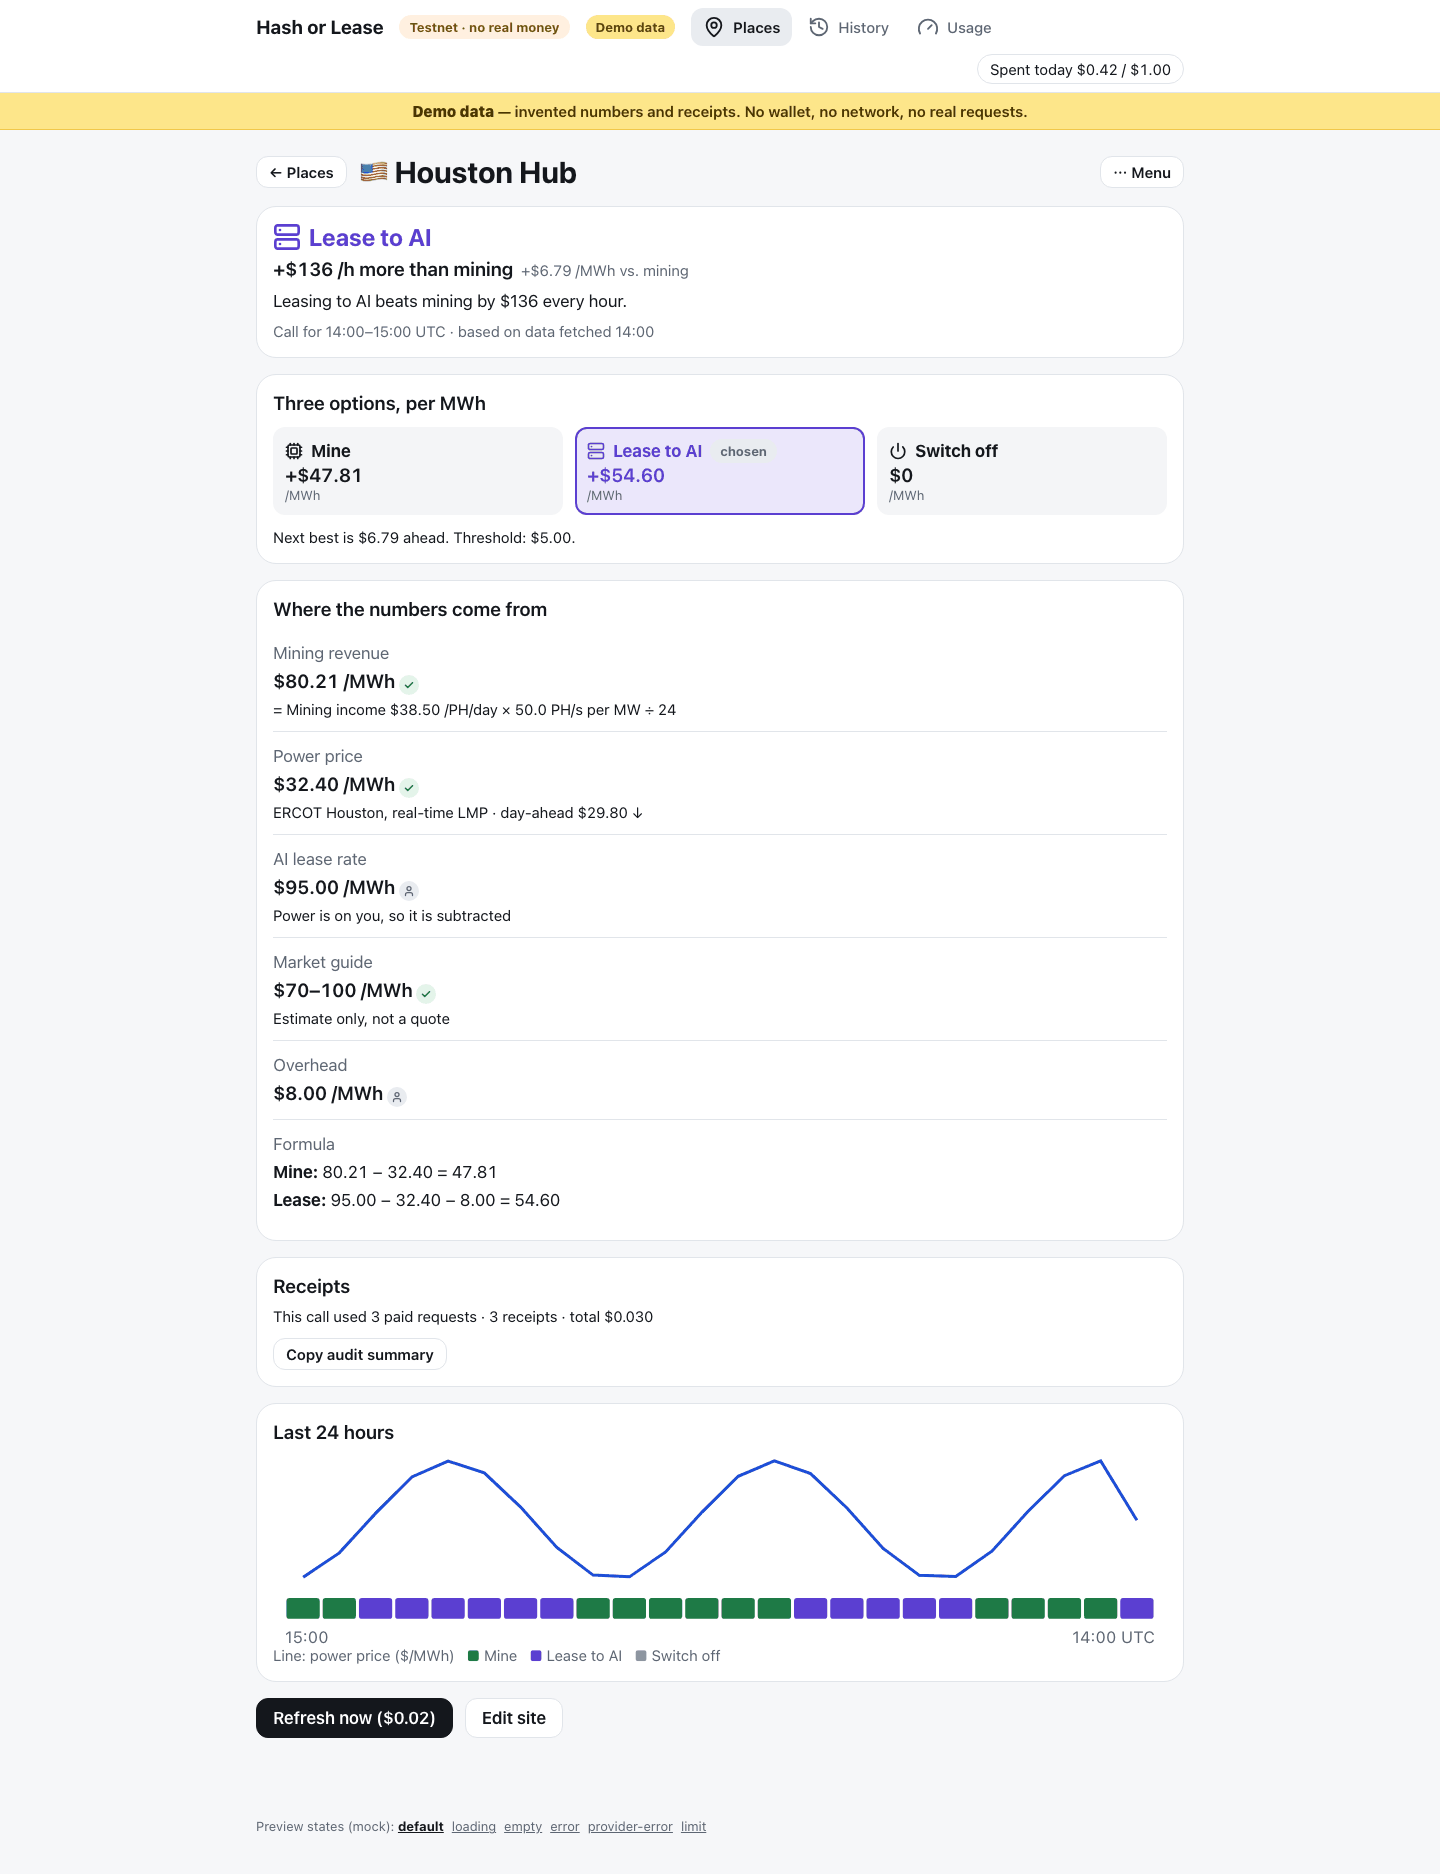 Hash or Lease Testnet · no real money Demo data Places History Usage
Spent today $0.42 / $1.00
Demo data — invented numbers and receipts. No wallet, no network, no real requests.
← Places Houston Hub ··· Menu
Lease to AI
+$136 /h more than mining +$6.79 /MWh vs. mining
Leasing to AI beats mining by $136 every hour.
Call for 14:00–15:00 UTC · based on data fetched 14:00
Three options, per MWh
Mine
+$47.81
/MWh
Lease to AI chosen
+$54.60
/MWh
Switch off
$0
/MWh
Next best is $6.79 ahead. Threshold: $5.00.
Where the numbers come from
Mining revenue
$80.21 /MWh
= Mining income $38.50 /PH/day × 50.0 PH/s per MW ÷ 24
Power price
$32.40 /MWh
ERCOT Houston, real-time LMP · day-ahead $29.80 ↓
AI lease rate
$95.00 /MWh
Power is on you, so it is subtracted
Market guide
$70–100 /MWh
Estimate only, not a quote
Overhead
$8.00 /MWh
Formula
Mine: 80.21 − 32.40 = 47.81
Lease: 95.00 − 32.40 − 8.00 = 54.60
Receipts
This call used 3 paid requests · 3 receipts · total $0.030
Copy audit summary
Last 24 hours
15:00 14:00 UTC
Line: power price ($/MWh) Mine Lease to AI Switch off
Refresh now ($0.02) Edit site
Preview states (mock): default loading empty error provider-error limit